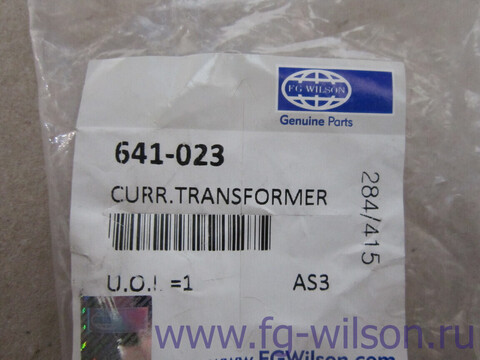 FG WILSON
Genuine Parts
641-023
CURR.TRANSFORMER
284/415
U.O.I. =1 AS3
www.FGWilson.com
www.fg-wilson.ru